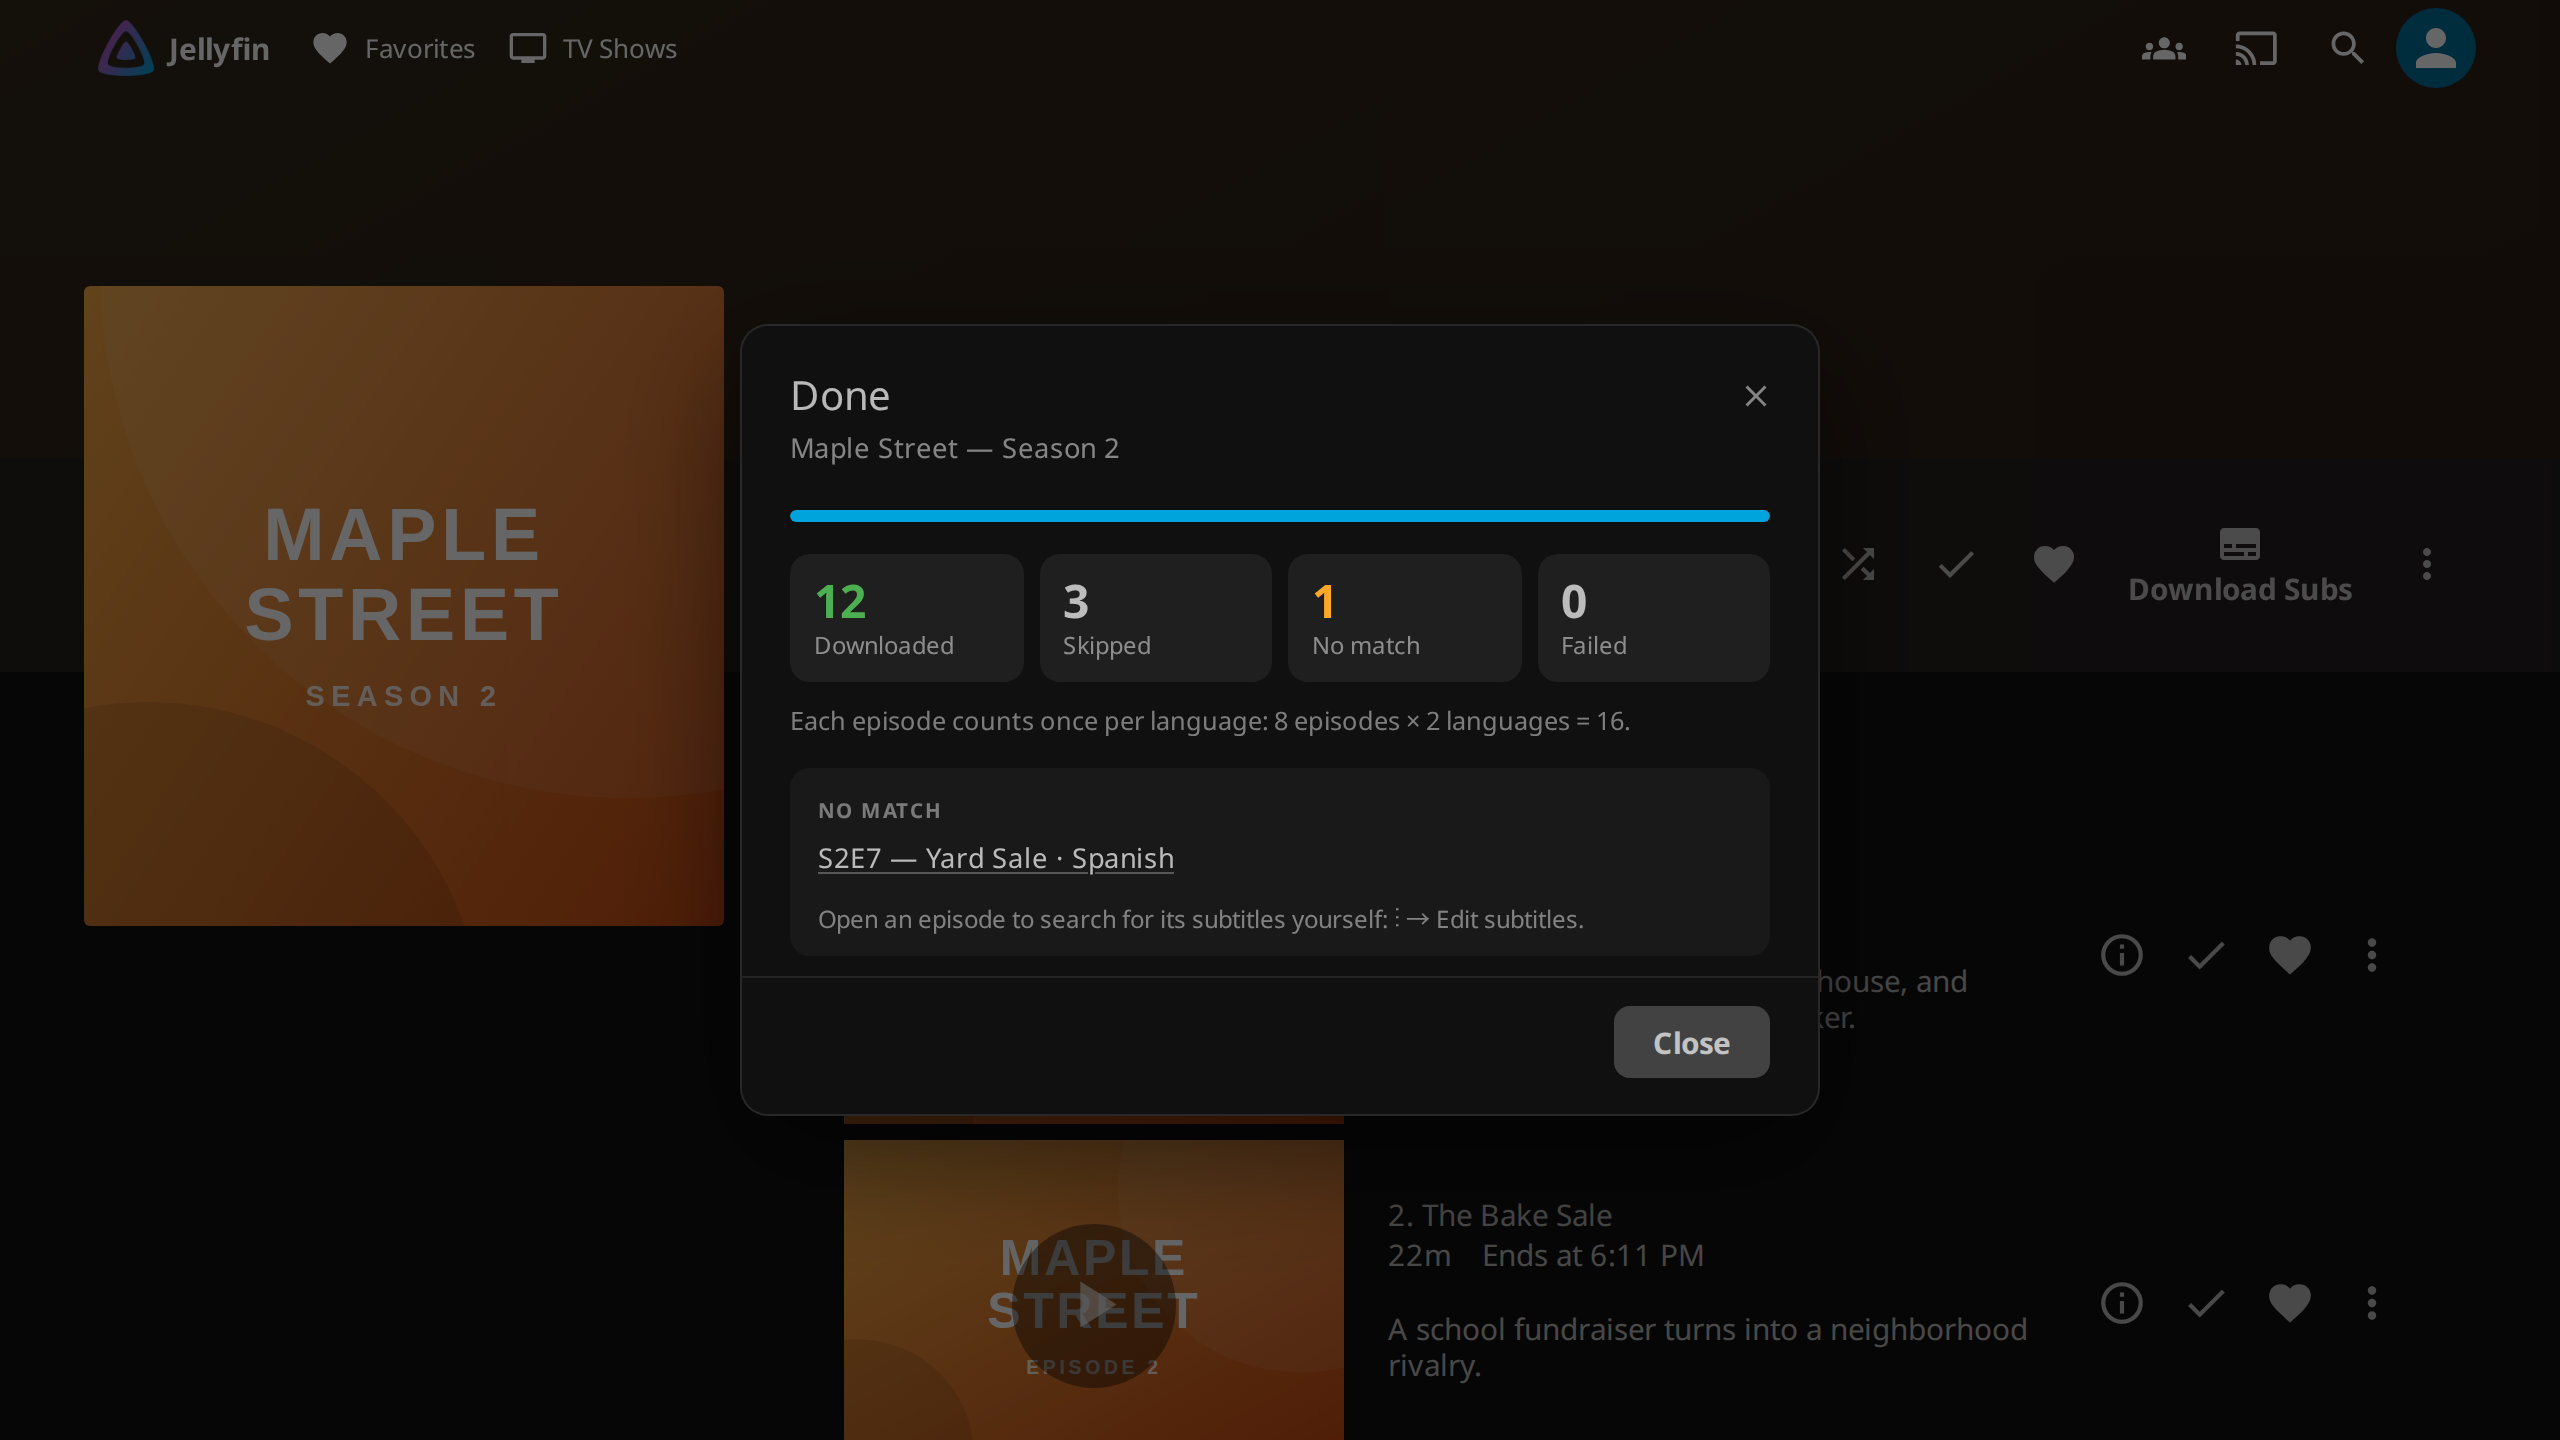 Jellyfin
Favorites
TV Shows
MAPLE
STREET
SEASON 2
Done
Maple Street — Season 2
12
Downloaded
3
Skipped
1
No match
0
Failed
Each episode counts once per language: 8 episodes × 2 languages = 16.
NO MATCH
S2E7 — Yard Sale · Spanish
Open an episode to search for its subtitles yourself: ⋮ → Edit subtitles.
Close
Download Subs
house, and
ker.
MAPLE
STREET
EPISODE 2
2. The Bake Sale
22m Ends at 6:11 PM
A school fundraiser turns into a neighborhood
rivalry.